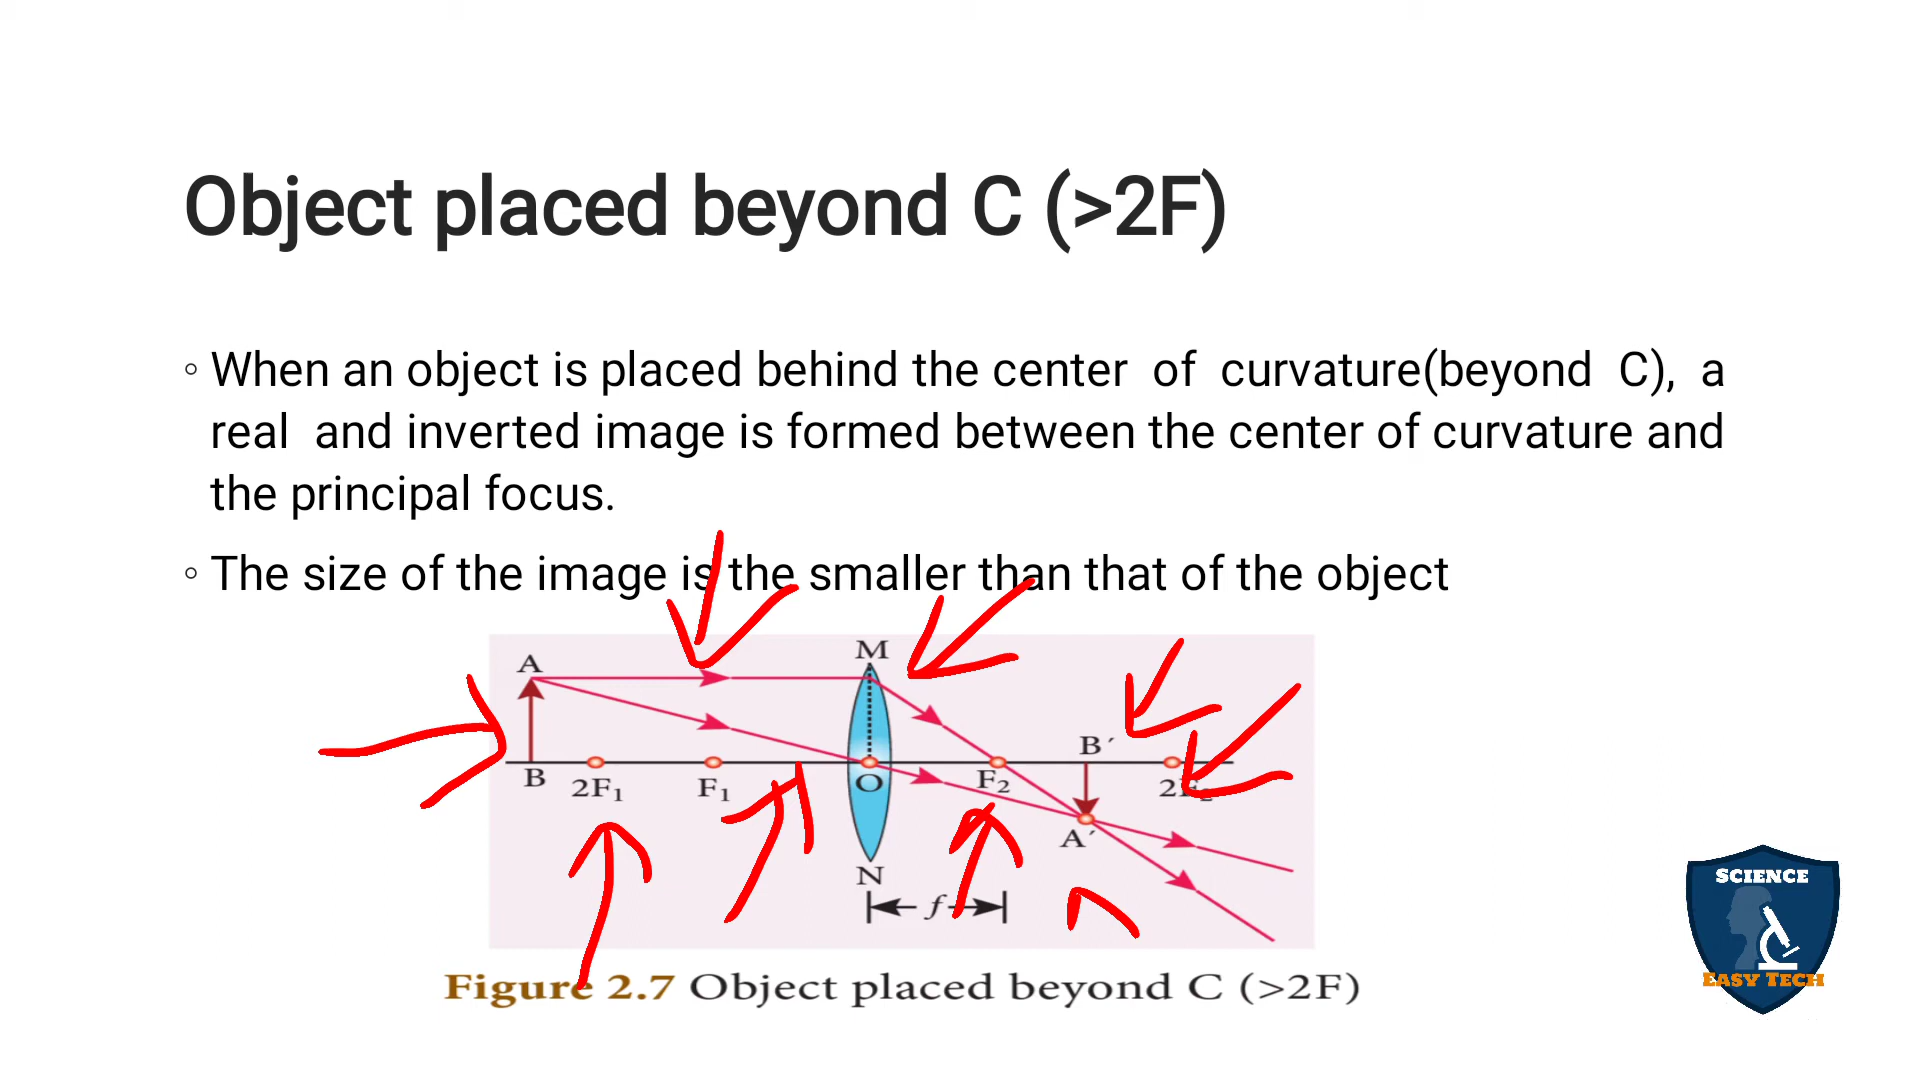 Object placed beyond C (>2F)
◦ When an object is placed behind the center of curvature(beyond C), a
real and inverted image is formed between the center of curvature and
the principal focus.
◦ The size of the image is the smaller than that of the object
A
M
B
2F₁
F₁
O
F₂
B′
2F₂
A′
N
f
Figure 2.7 Object placed beyond C (>2F)
SCIENCE
EASY TECH